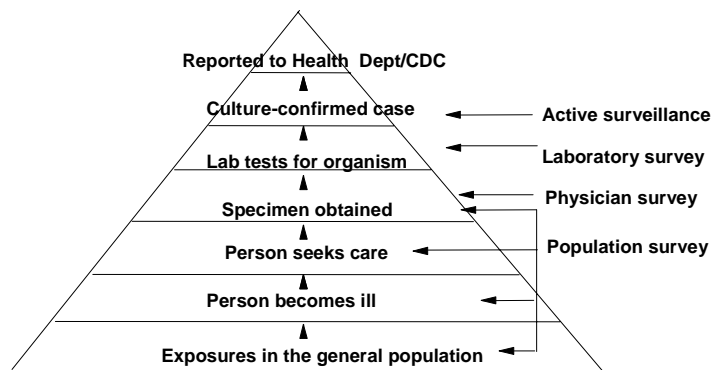 Reported to Health Dept/CDC
Culture-confirmed case
Active surveillance
Lab tests for organism
Laboratory survey
Physician survey
Specimen obtained
Person seeks care
Population survey
Person becomes ill
Exposures in the general population